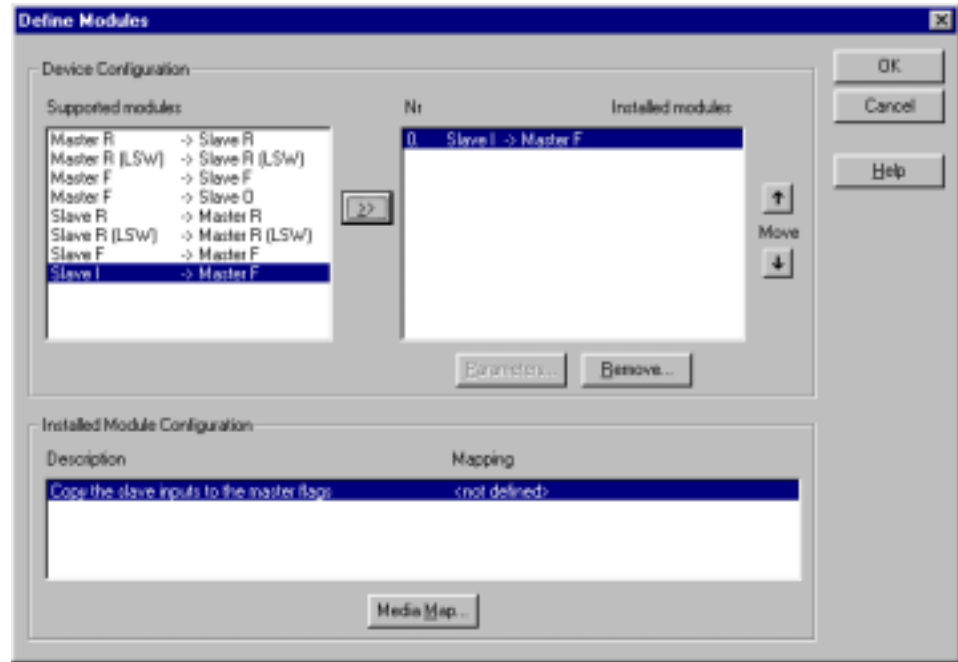 Define Modules
Device Configuration
OK
Supported modules Nr Installed modules
Cancel
Master R -> Slave R
Master R (LSW) -> Slave R (LSW)
Master F -> Slave F
Master F -> Slave O
Slave R -> Master R
Slave R (LSW) -> Master R (LSW)
Slave F -> Master F
Slave I -> Master F
>>
0 Slave I -> Master F
Help
Move
Parameters... Remove...
Installed Module Configuration
Description Mapping
Copy the slave inputs to the master flags <not defined>
Media Map...